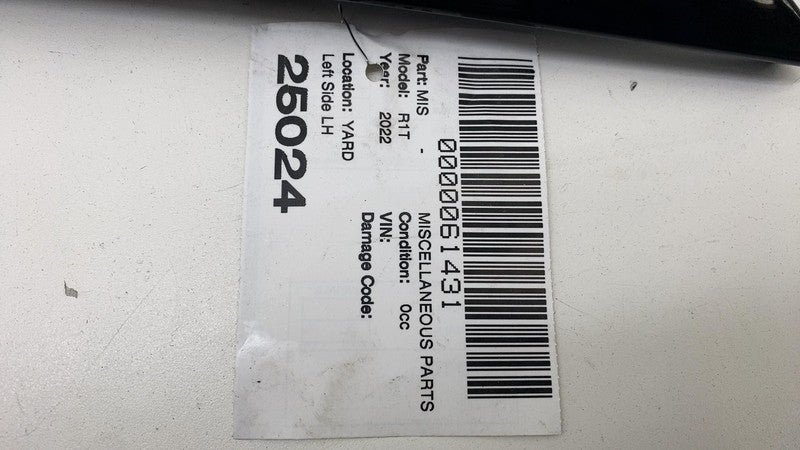 0000061431
Part: MIS - MISCELLANEOUS PARTS
Model: R1T Condition: 0cc
Year: 2022 VIN:
Damage Code:
Location: YARD
Left Side LH
25024